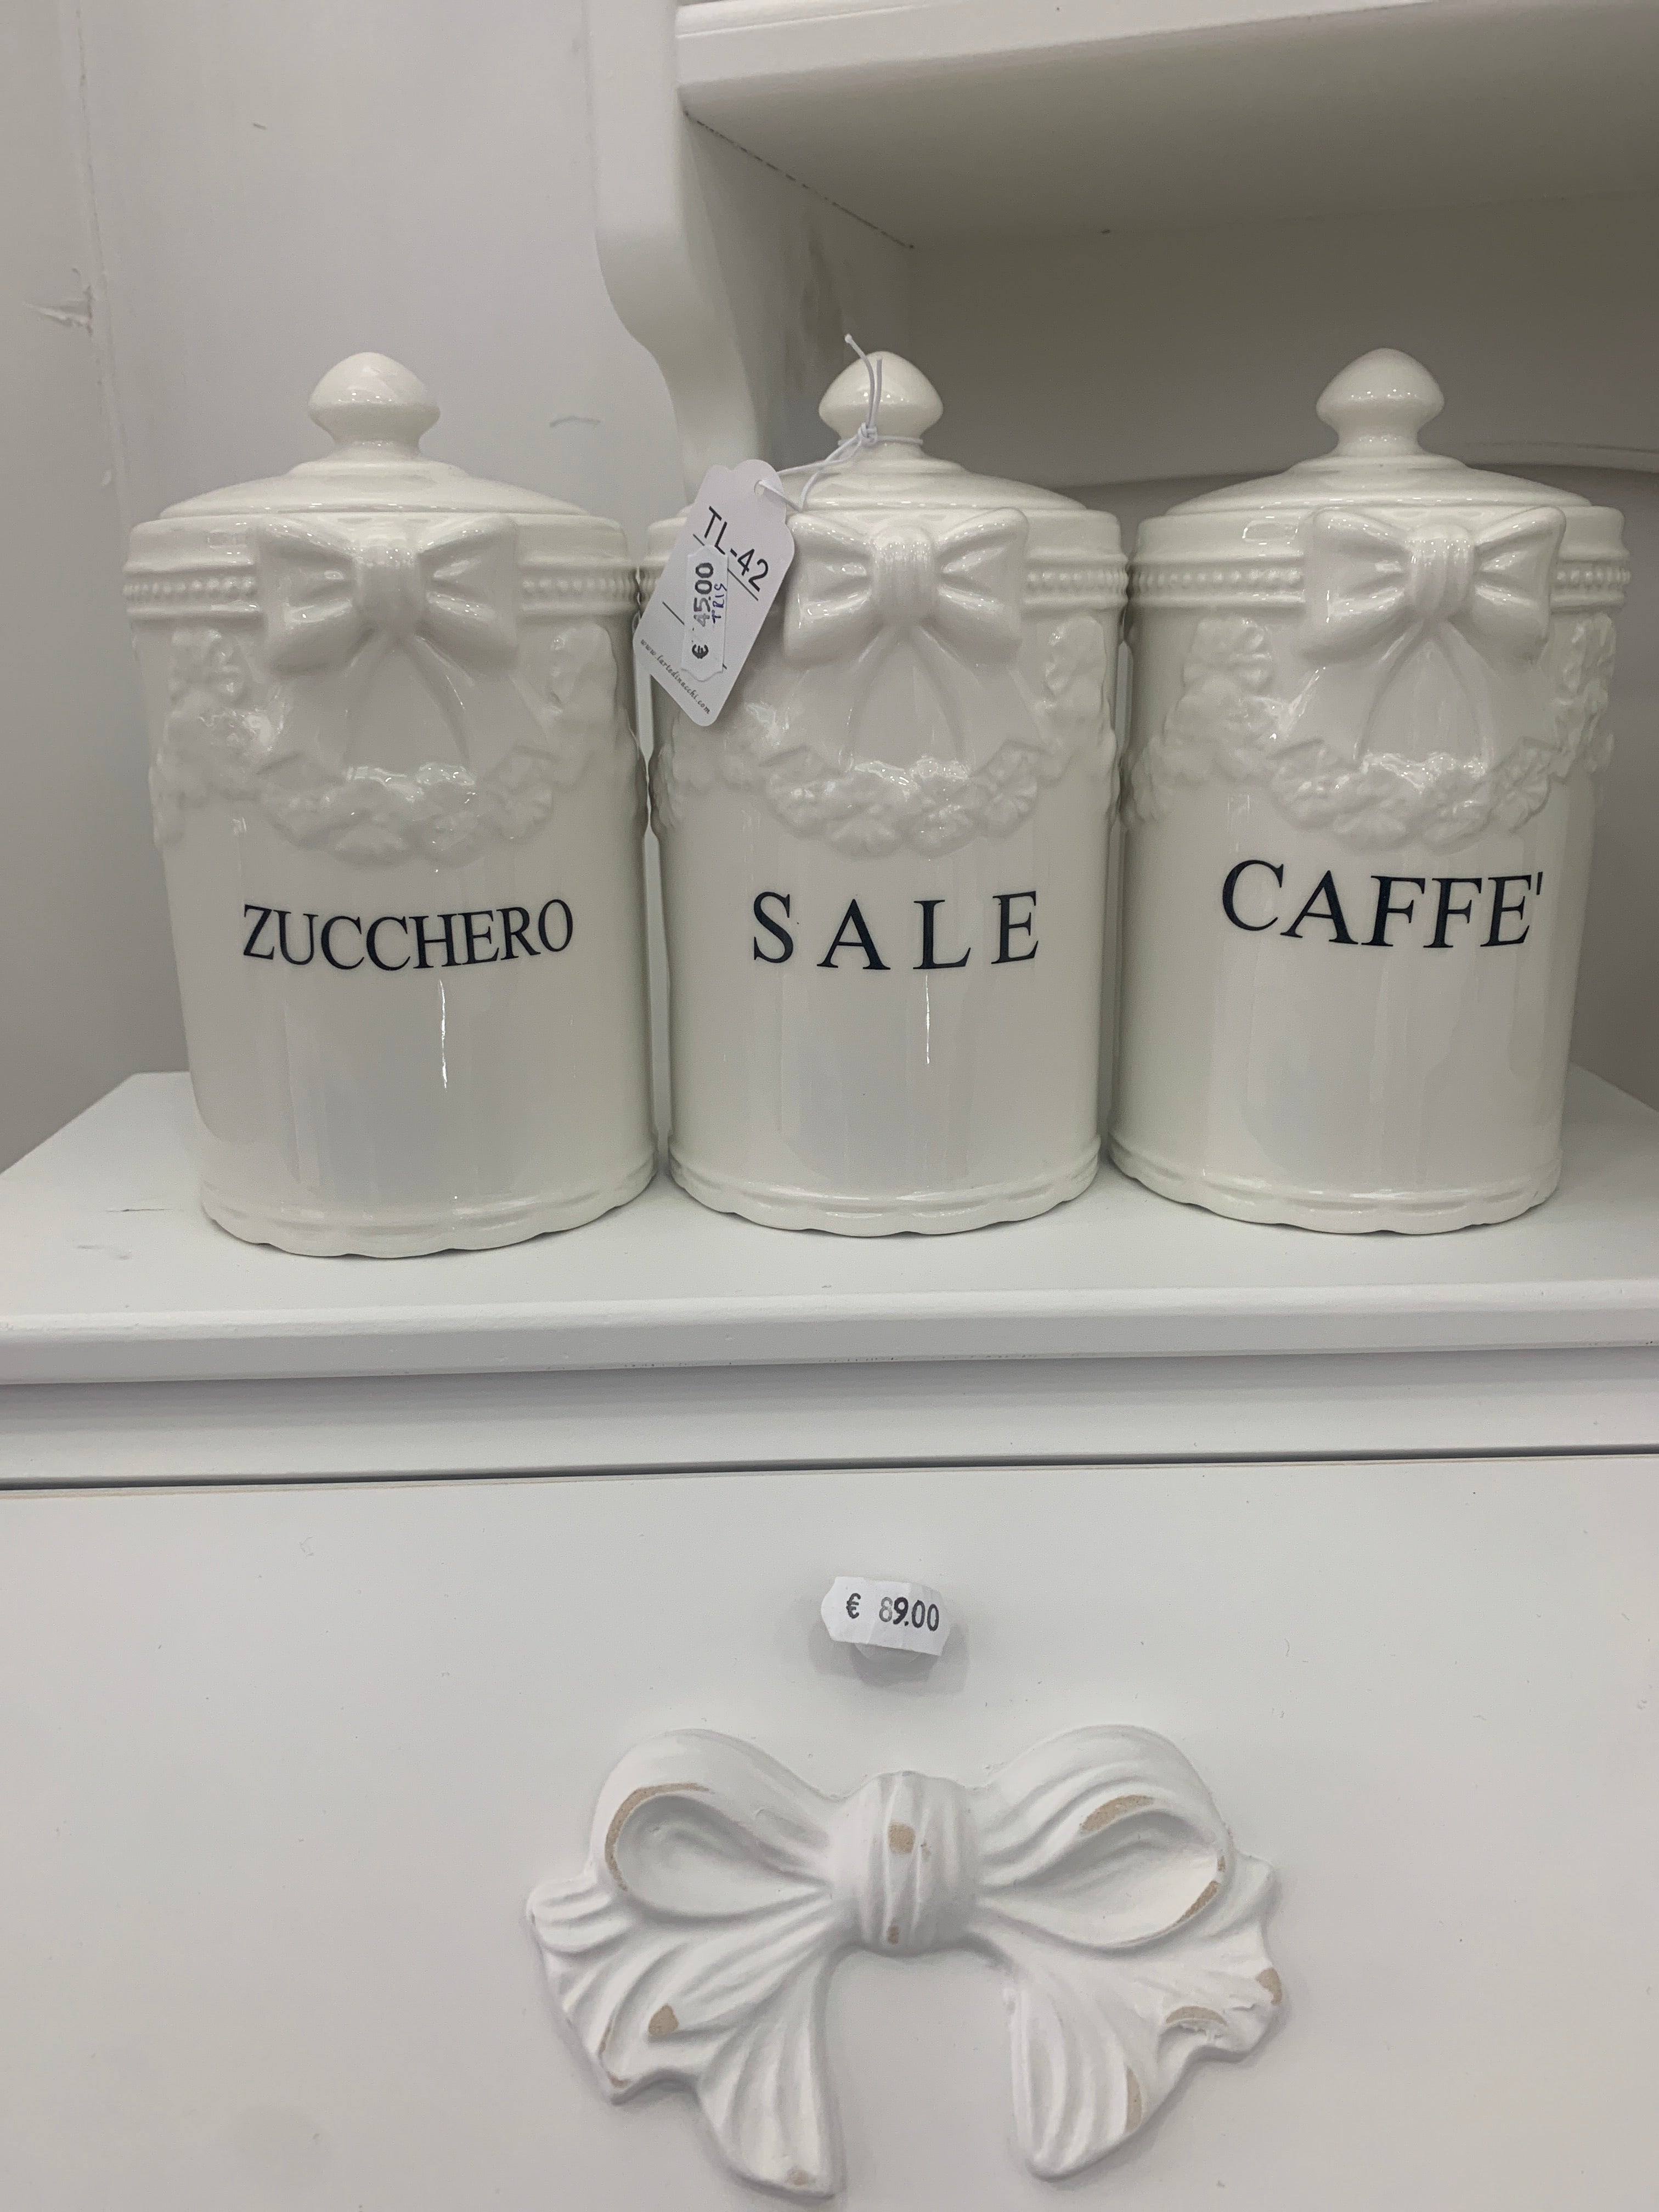 TL-42
€ 45.00
TRIS
ZUCCHERO
SALE
CAFFE'
€ 89.00